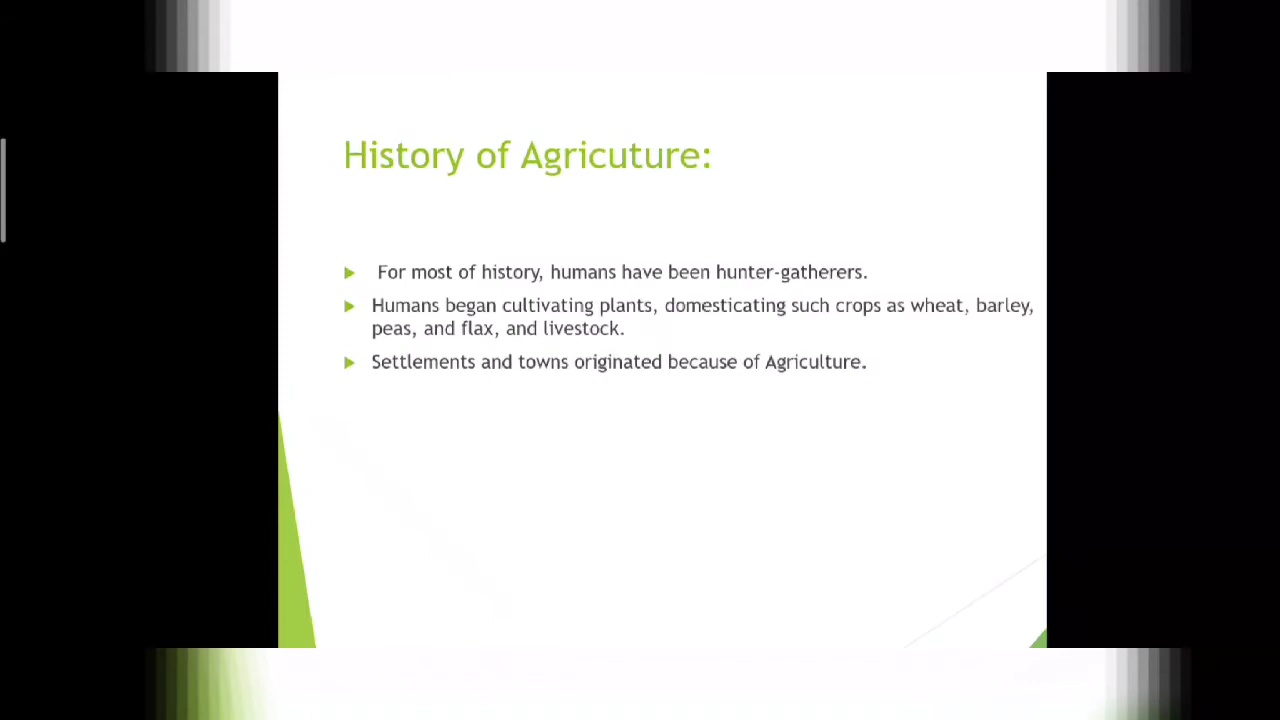 History of Agricuture:
For most of history, humans have been hunter-gatherers.
Humans began cultivating plants, domesticating such crops as wheat, barley,
peas, and flax, and livestock.
Settlements and towns originated because of Agriculture.